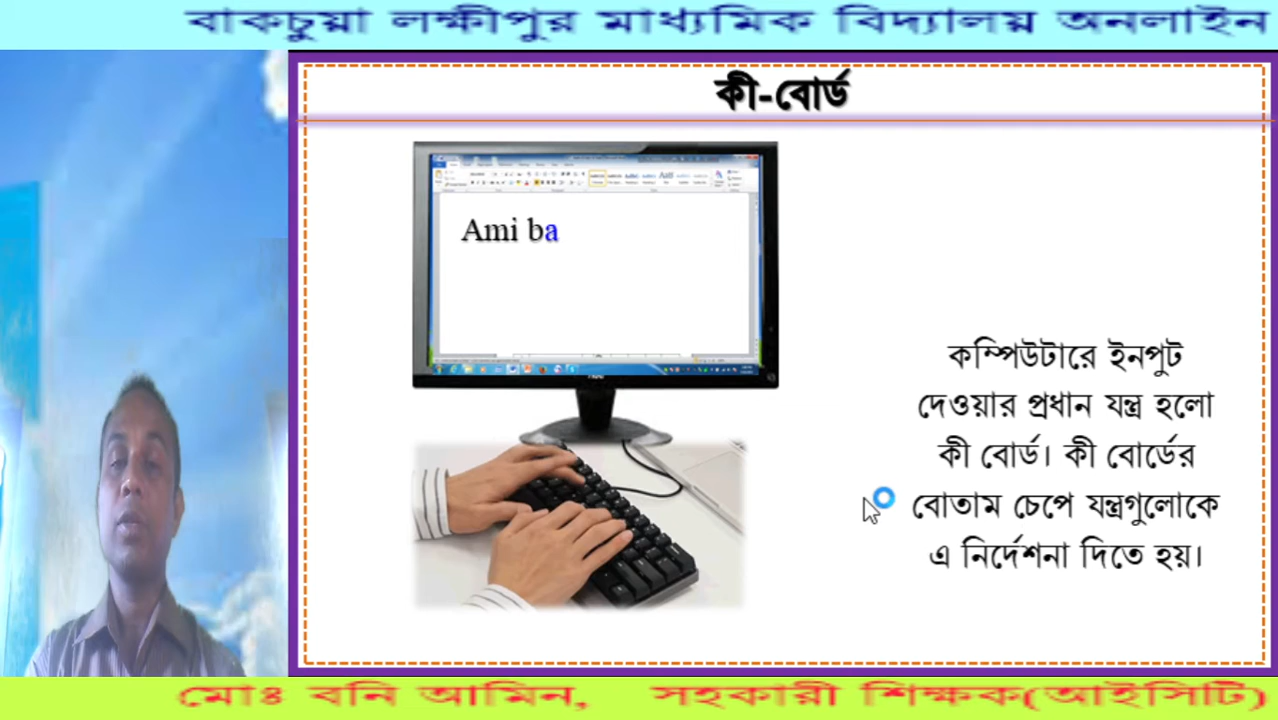 বাকচুয়া লক্ষীপুর মাধ্যমিক বিদ্যালয় অনলাইন
কী-বোর্ড
Ami ba
কম্পিউটারে ইনপুট
দেওয়ার প্রধান যন্ত্র হলো
কী বোর্ড। কী বোর্ডের
বোতাম চেপে যন্ত্রগুলোকে
এ নির্দেশনা দিতে হয়।
মোঃ বনি আমিন, সহকারী শিক্ষক(আইসিটি)